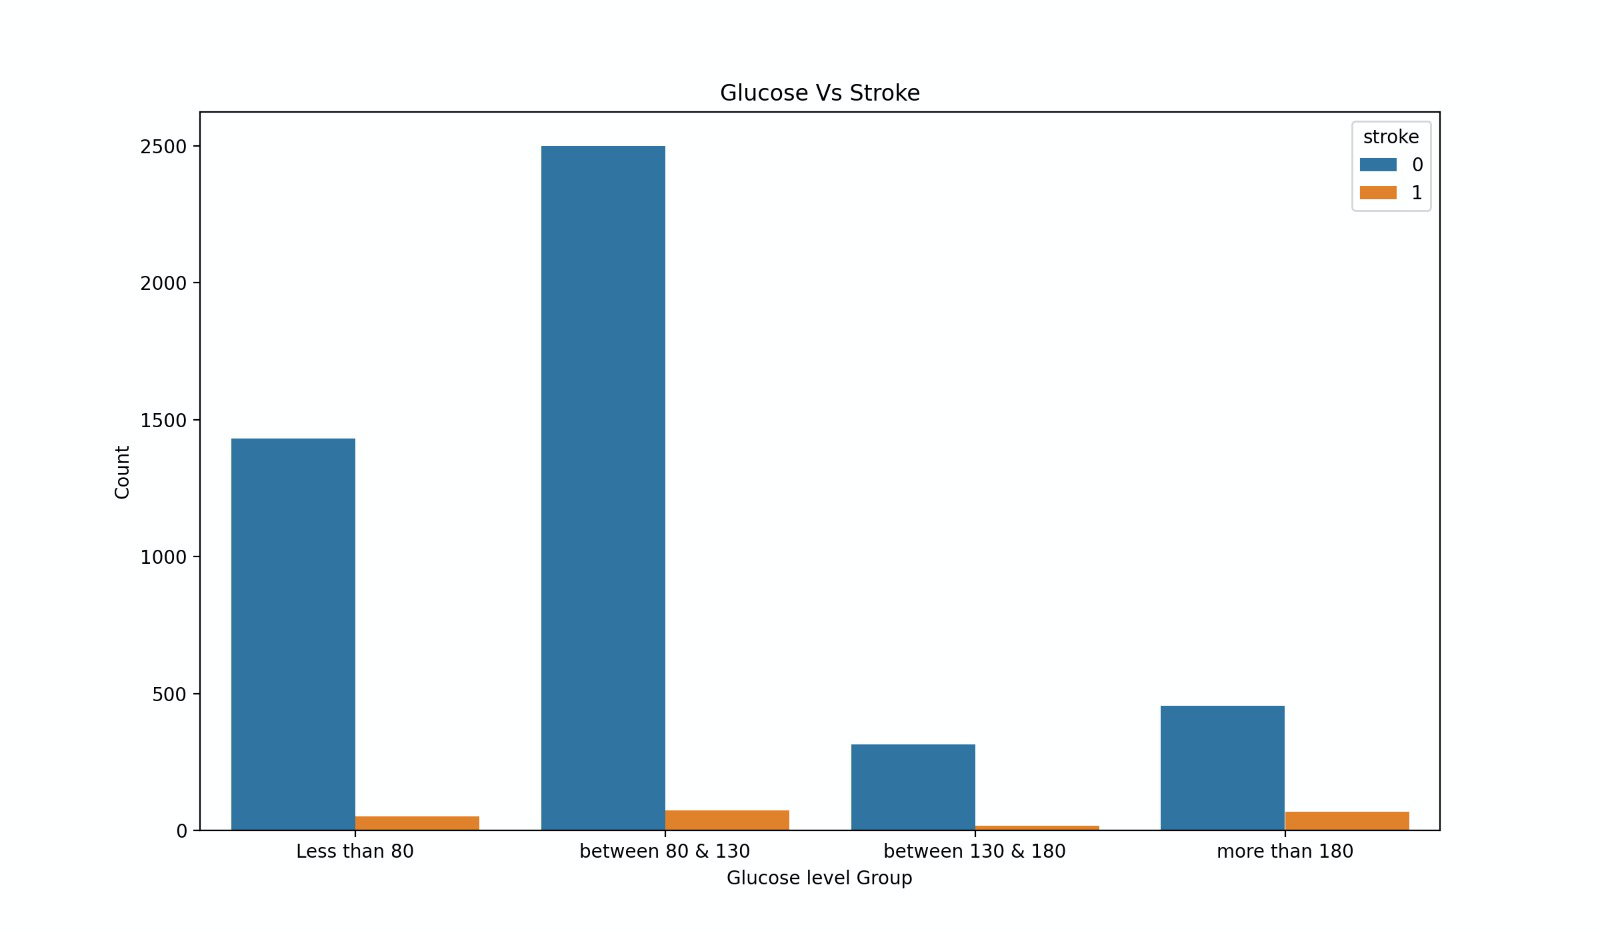 Glucose Vs Stroke
stroke
0
1
2500
2000
1500
1000
500
0
Count
Less than 80
between 80 & 130
between 130 & 180
more than 180
Glucose level Group